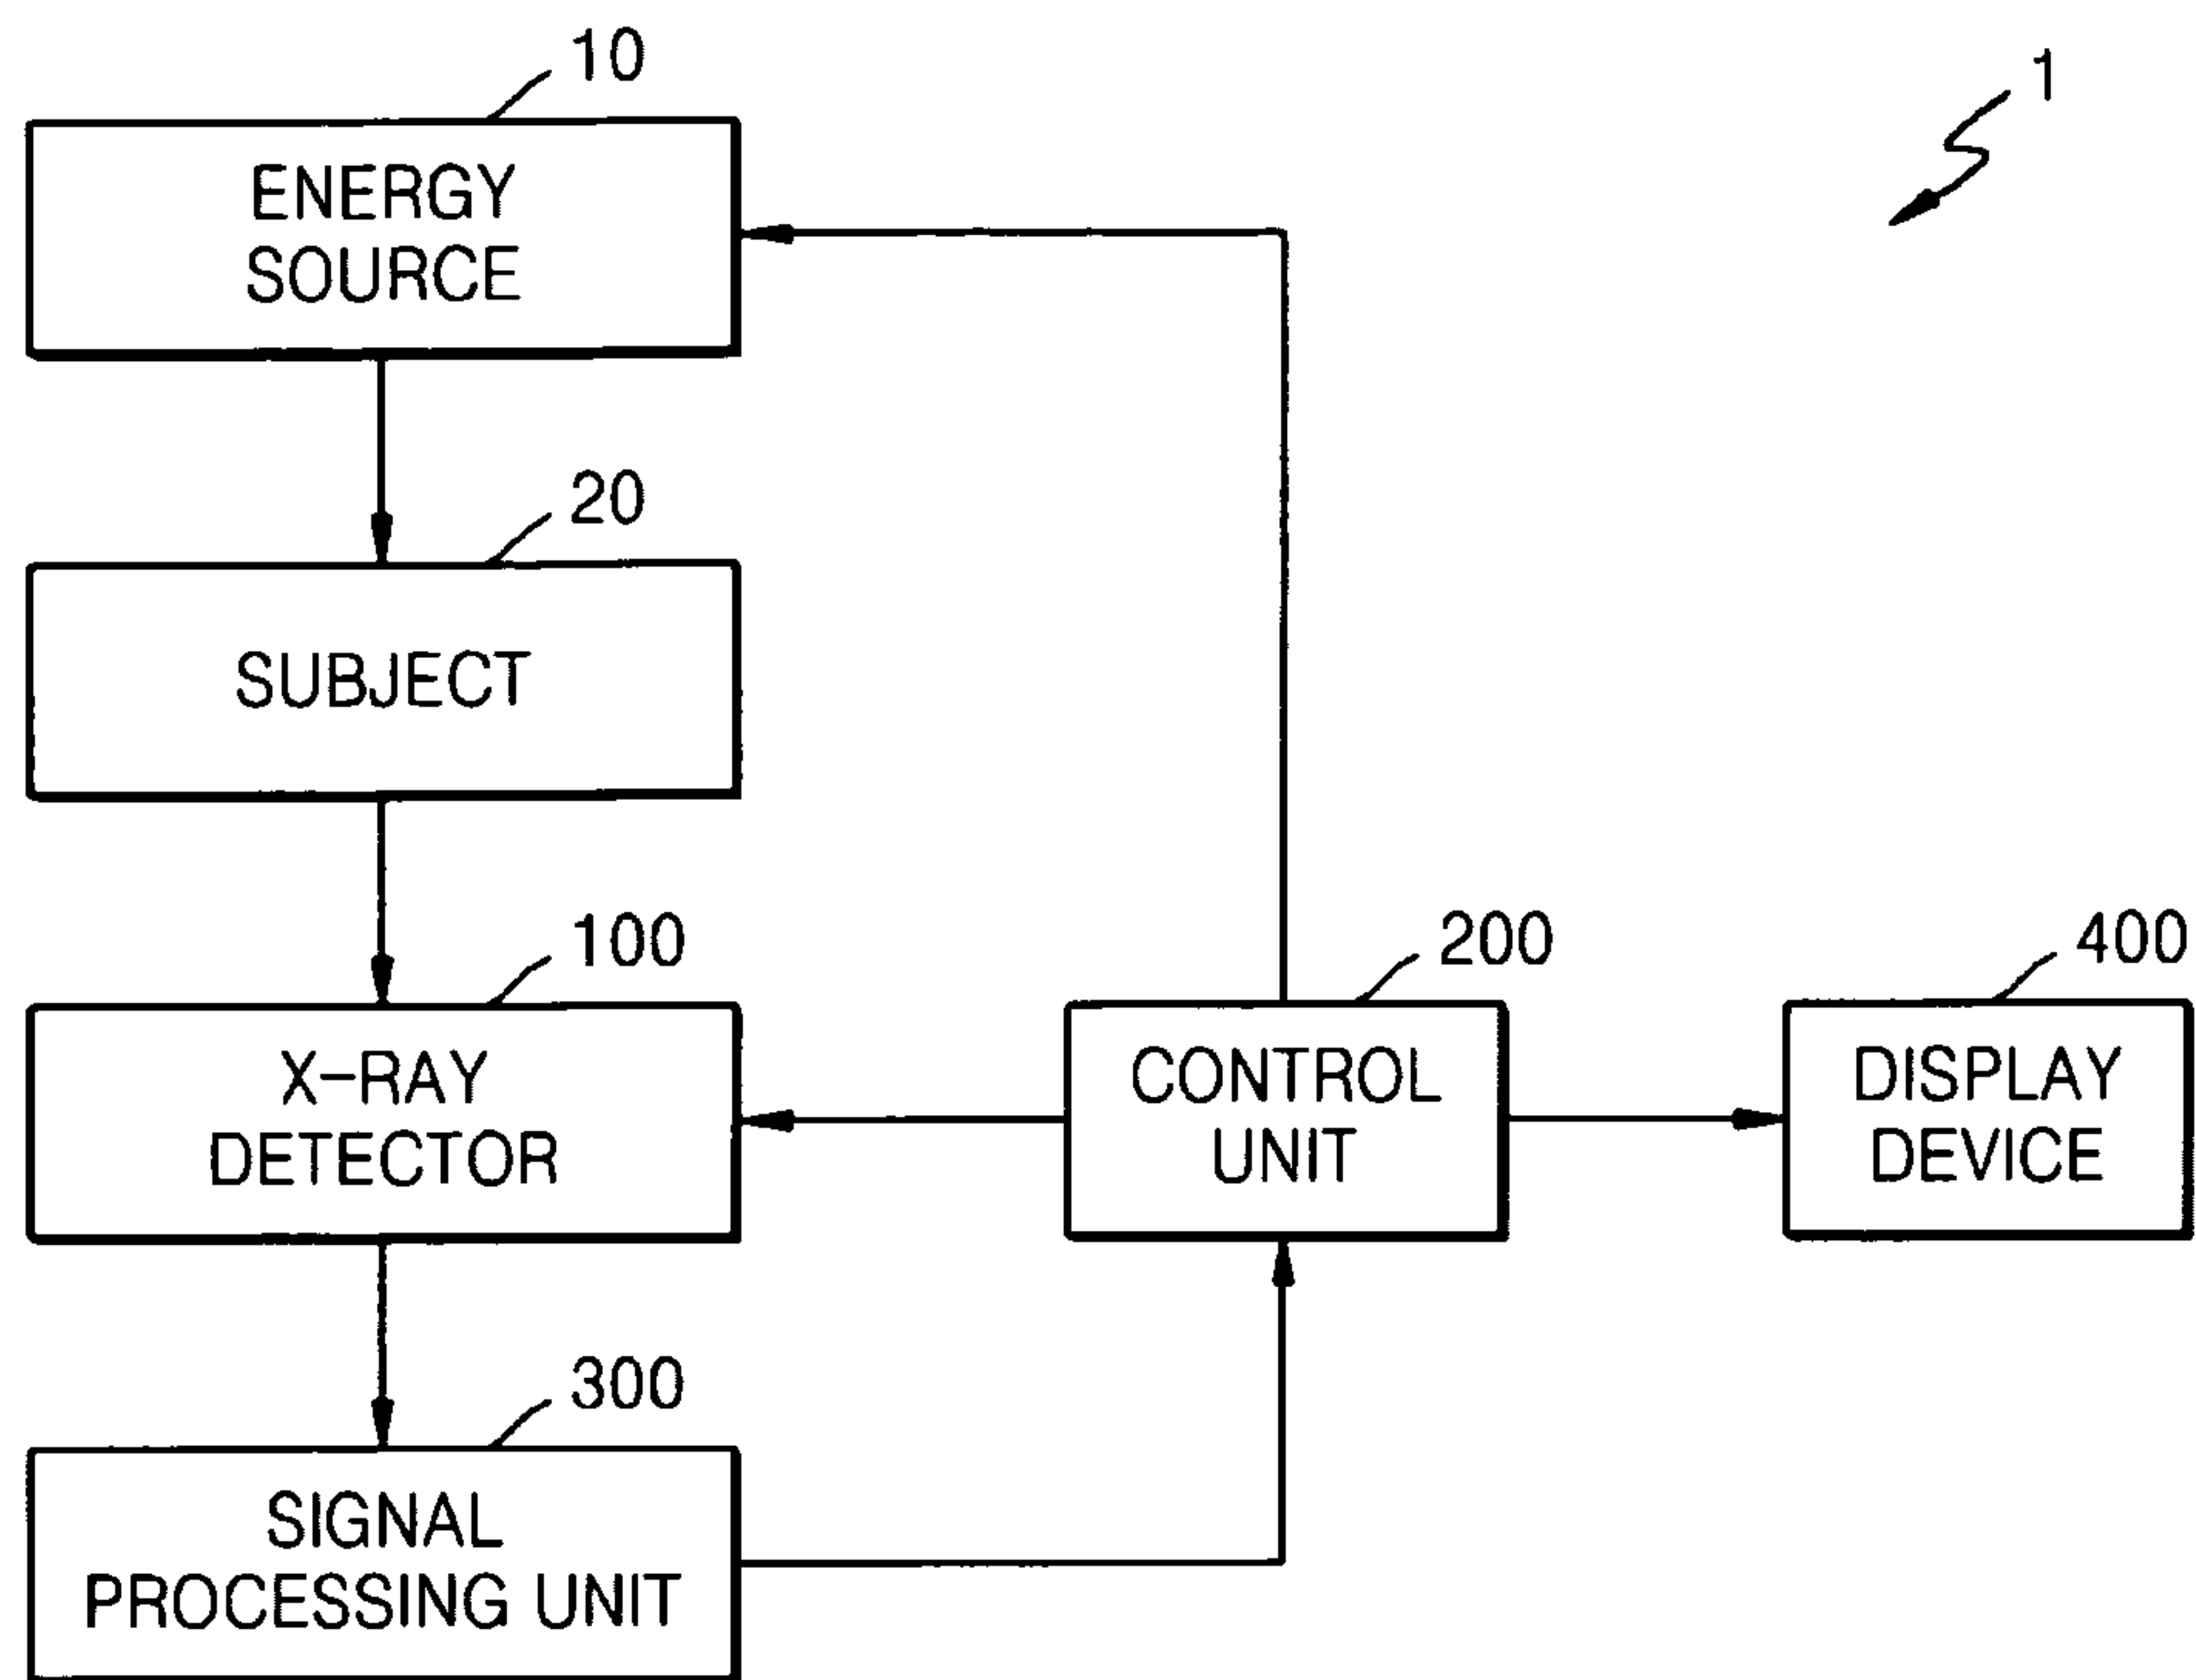 10
1
ENERGY
SOURCE
20
SUBJECT
100
200
400
X-RAY
DETECTOR
CONTROL
UNIT
DISPLAY
DEVICE
300
SIGNAL
PROCESSING UNIT